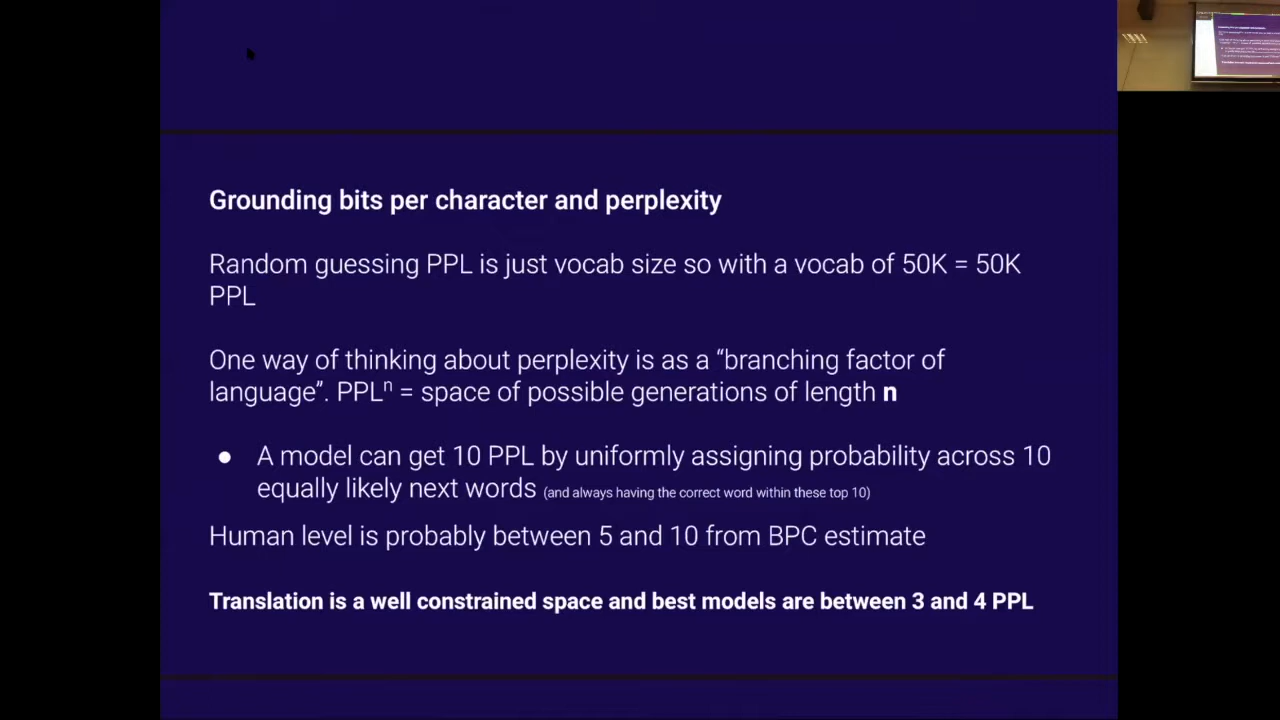 Grounding bits per character and perplexity
Random guessing PPL is just vocab size so with a vocab of 50K = 50K
PPL
One way of thinking about perplexity is as a “branching factor of
language”. PPLⁿ = space of possible generations of length n
● A model can get 10 PPL by uniformly assigning probability across 10
equally likely next words (and always having the correct word within these top 10)
Human level is probably between 5 and 10 from BPC estimate
Translation is a well constrained space and best models are between 3 and 4 PPL